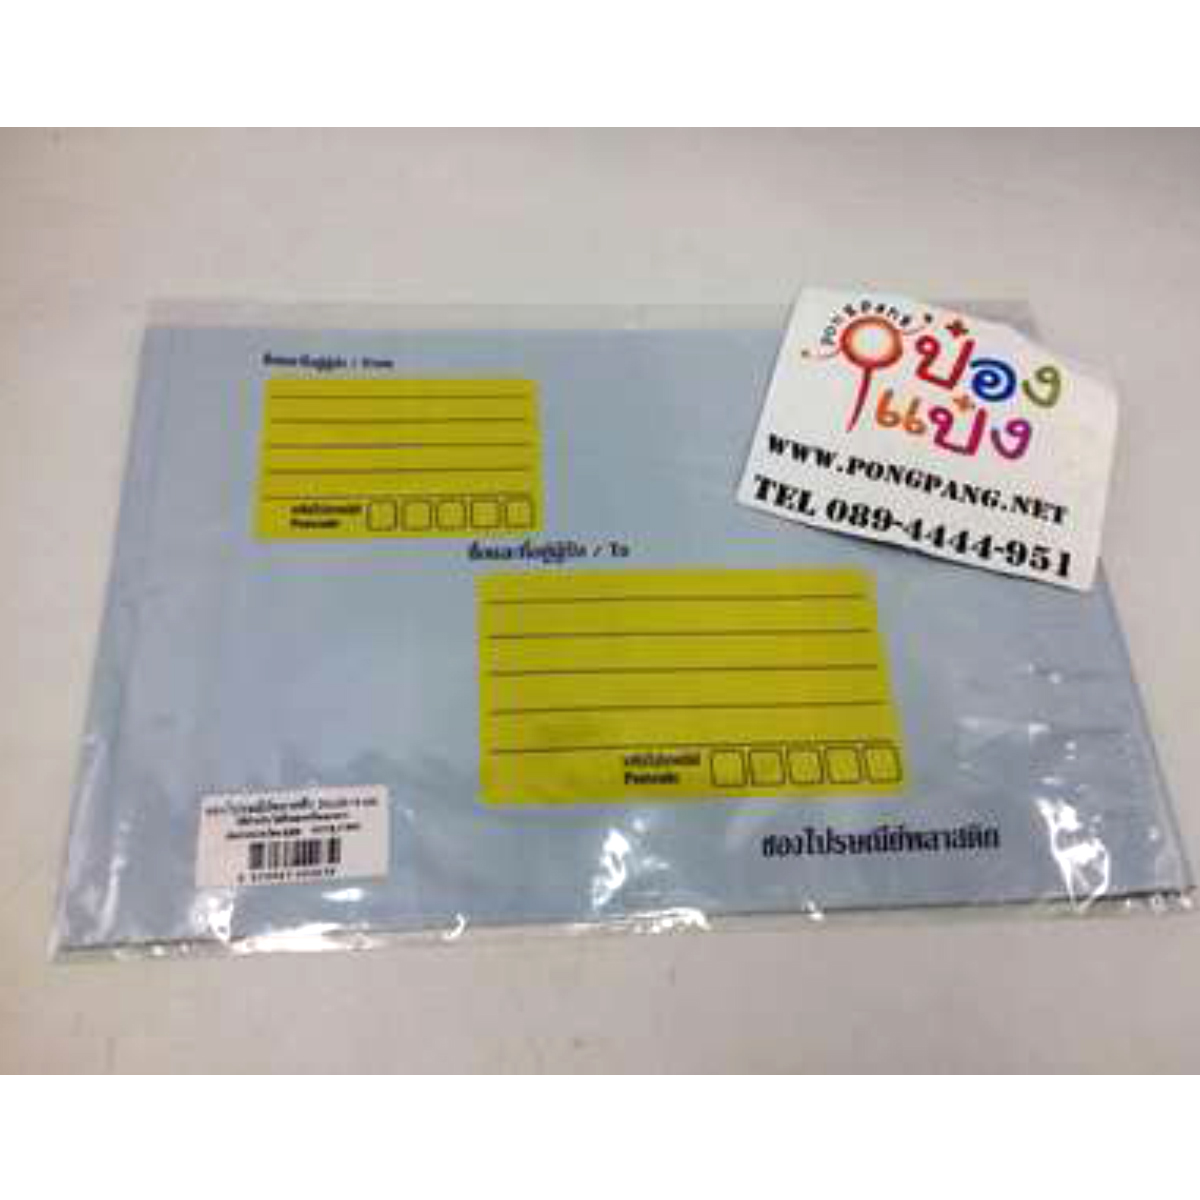 ชื่อและที่อยู่ผู้ส่ง / From
รหัสไปรษณีย์
Postcode
PONGPANG
ป๋อง
แป๋ง
WWW.PONGPANG.NET
TEL 089-4444-951
ชื่อและที่อยู่ผู้รับ / To
รหัสไปรษณีย์
Postcode
ซองไปรษณีย์พลาสติก